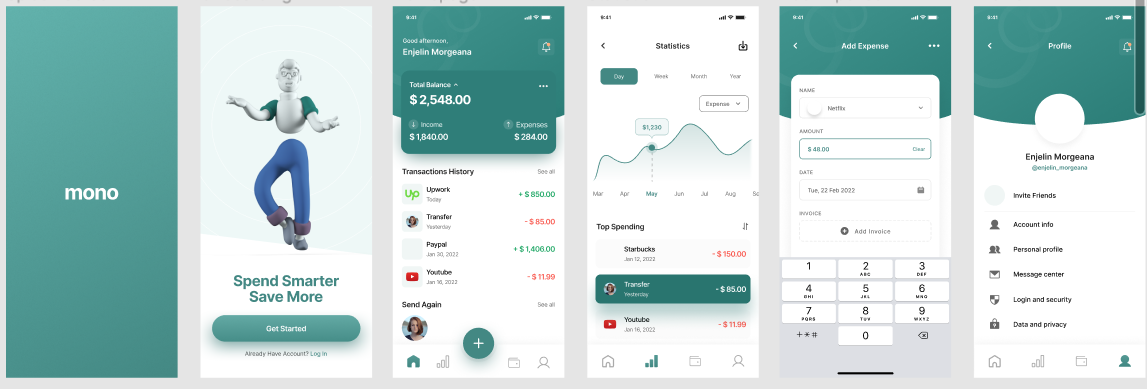 mono
Spend Smarter
Save More
Get Started
Already Have Account? Log In
9:41
Good afternoon,
Enjelin Morgeana
Total Balance
$ 2,548.00
Income
Expenses
$ 1,840.00
$ 284.00
Transactions History
See all
Up
Upwork
Today
+ $ 850.00
Transfer
Yesterday
- $ 85.00
Paypal
Jan 30, 2022
+ $ 1,406.00
Youtube
Jan 16, 2022
- $ 11.99
Send Again
See all
+
9:41
Statistics
Day
Week
Month
Year
Expense
$1,230
Mar
Apr
May
Jun
Jul
Aug
Top Spending
Starbucks
Jan 12, 2022
- $ 150.00
Transfer
Yesterday
- $ 85.00
Youtube
Jan 16, 2022
- $ 11.99
9:41
Add Expense
NAME
Netflix
AMOUNT
$ 48.00
Clear
DATE
Tue, 22 Feb 2022
INVOICE
Add Invoice
1
2
ABC
3
DEF
4
GHI
5
JKL
6
MNO
7
PQRS
8
TUV
9
WXYZ
+ * #
0
9:41
Profile
Enjelin Morgeana
@enjelin_morgeana
Invite Friends
Account info
Personal profile
Message center
Login and security
Data and privacy